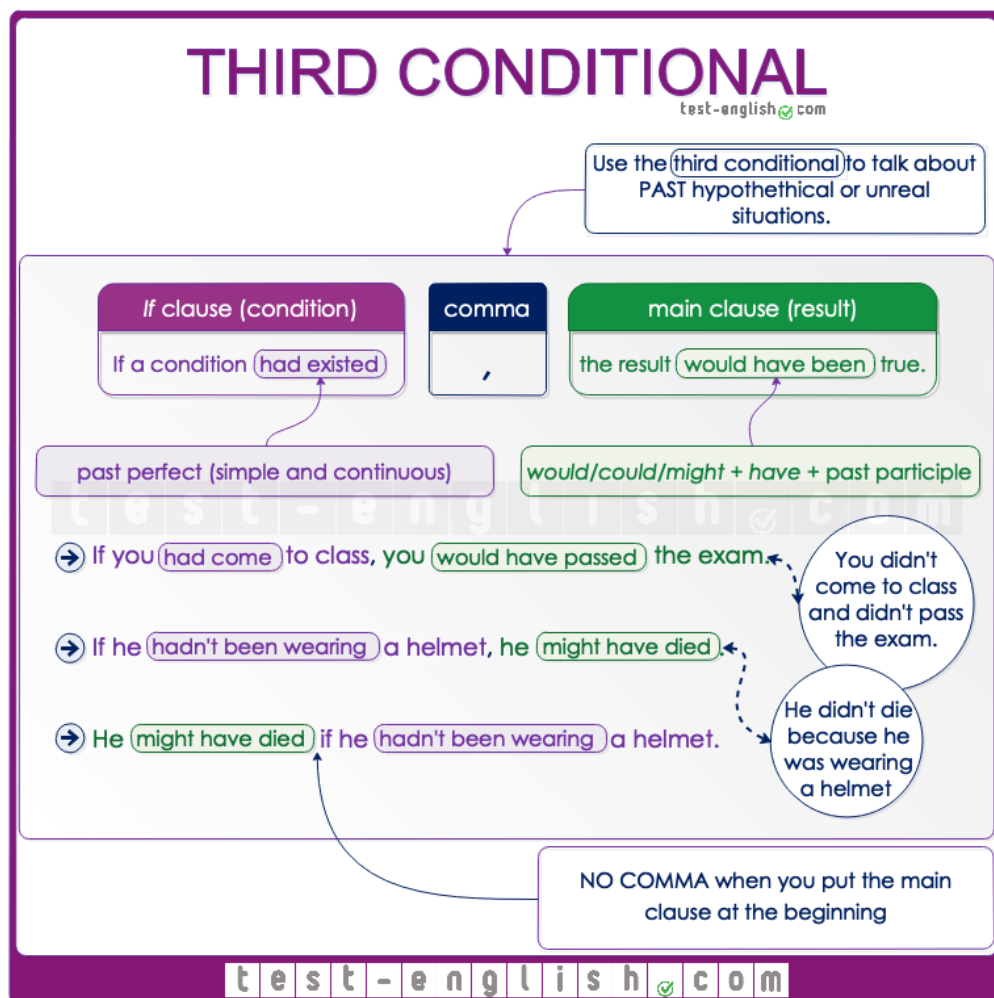 THIRD CONDITIONAL
test-english.com
Use the third conditional to talk about
PAST hypothethical or unreal
situations.
If clause (condition)
comma
main clause (result)
If a condition had existed
,
the result would have been true.
past perfect (simple and continuous)
would/could/might + have + past participle
test-english.com
If you had come to class, you would have passed the exam.
You didn't
come to class
and didn't pass
the exam.
If he hadn't been wearing a helmet, he might have died.
He didn't die
because he
was wearing
a helmet
He might have died if he hadn't been wearing a helmet.
NO COMMA when you put the main
clause at the beginning
test-english.com